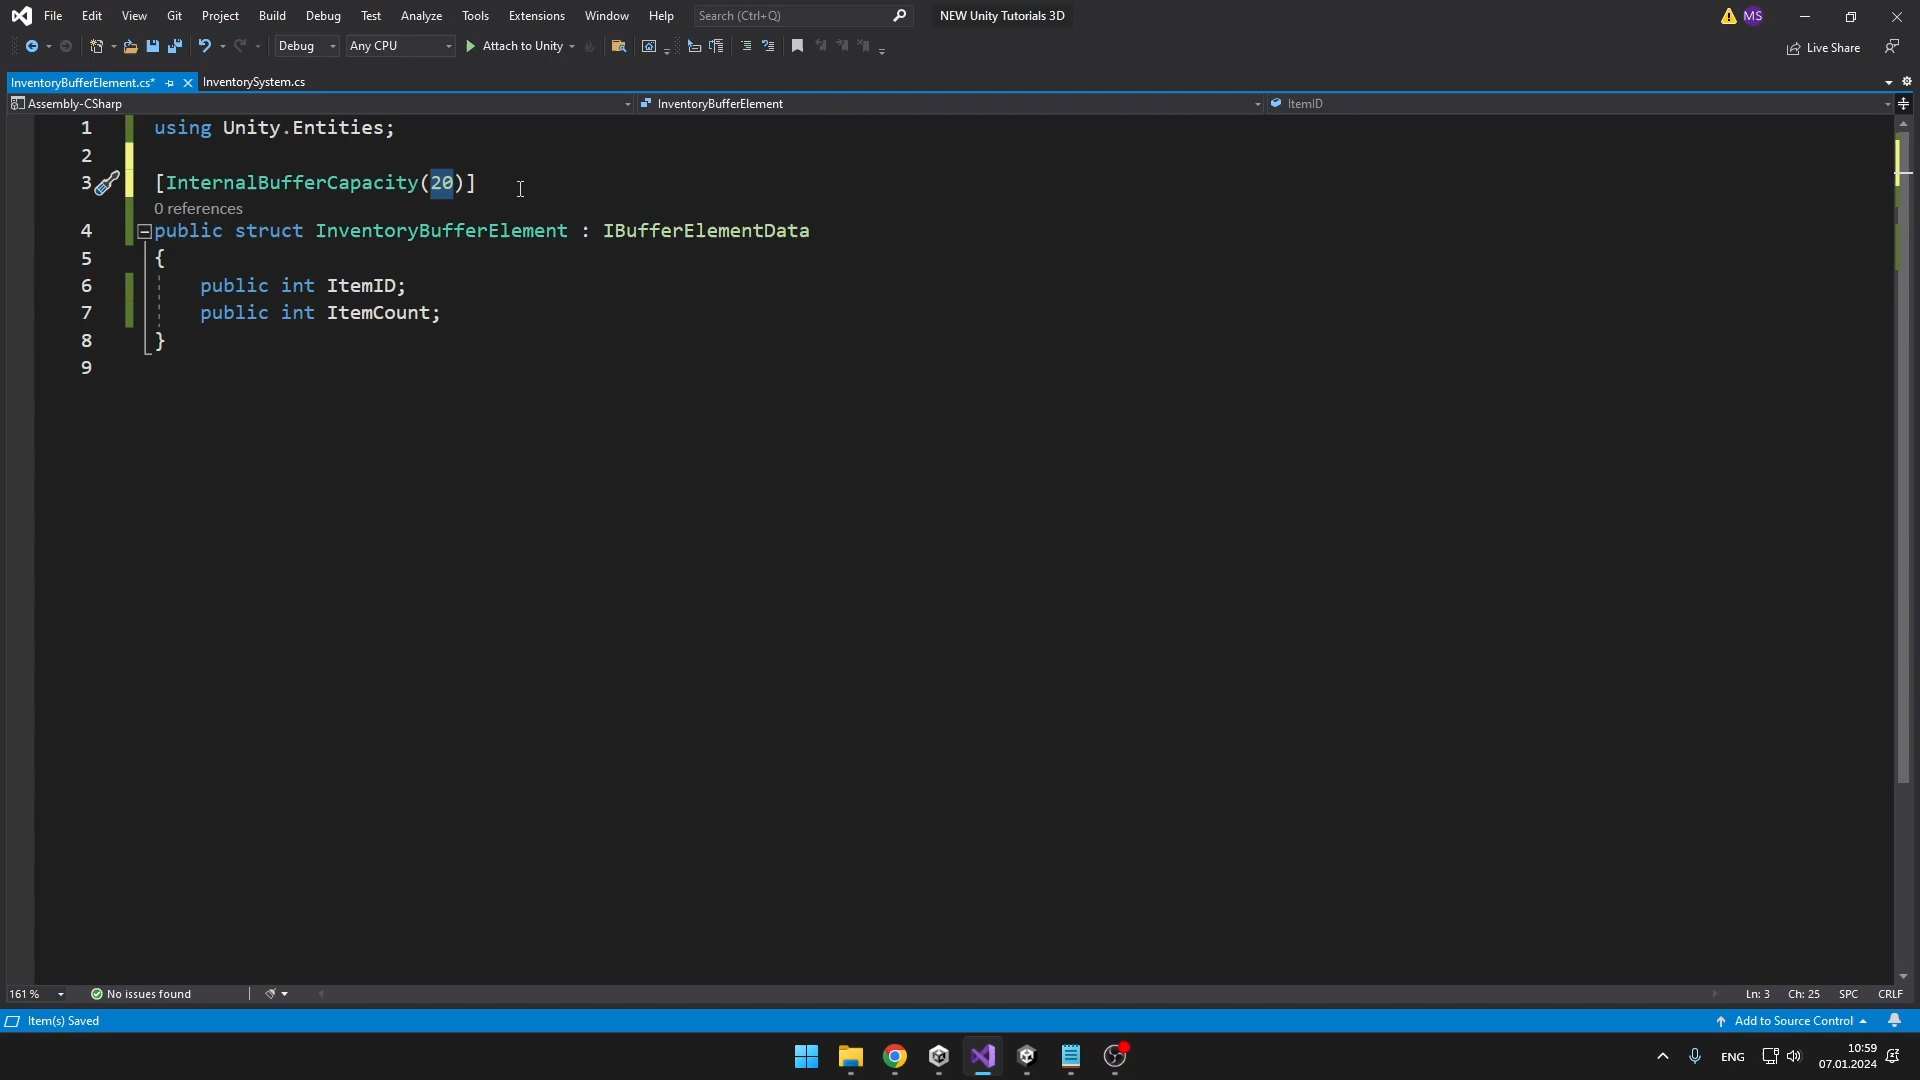 File Edit View Git Project Build Debug Test Analyze Tools Extensions Window Help Search (Ctrl+Q) NEW Unity Tutorials 3D MS
Debug Any CPU Attach to Unity Live Share
InventoryBufferElement.cs* InventorySystem.cs
Assembly-CSharp InventoryBufferElement ItemID
1 using Unity.Entities;
2
3 [InternalBufferCapacity(20)]
0 references
4 public struct InventoryBufferElement : IBufferElementData
5 {
6 public int ItemID;
7 public int ItemCount;
8 }
9
161 % No issues found Ln: 3 Ch: 25 SPC CRLF
Item(s) Saved Add to Source Control
ENG 10:59
07.01.2024